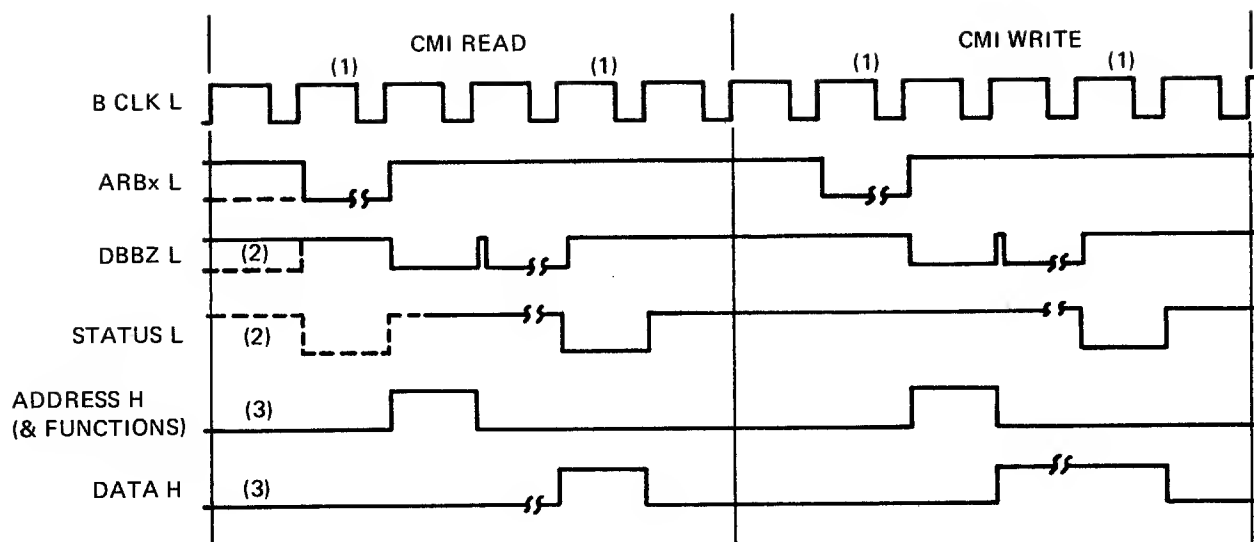 CMI READ
CMI WRITE
(1)
(1)
(1)
(1)
B CLK L
ARBx L
DBBZ L
(2)
STATUS L
(2)
ADDRESS H
(& FUNCTIONS)
(3)
DATA H
(3)